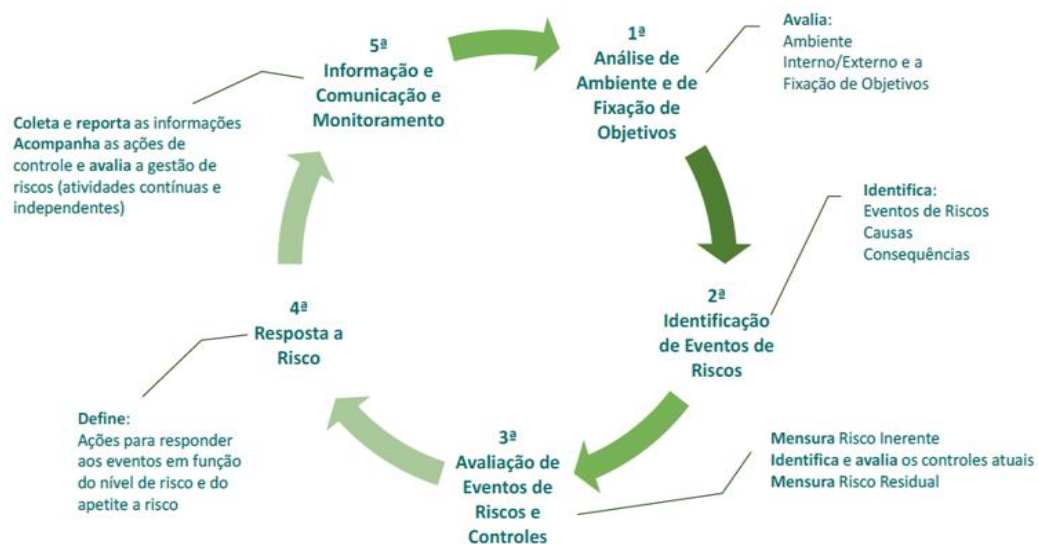 1ª
Análise de
Ambiente e de
Fixação de
Objetivos
Avalia:
Ambiente
Interno/Externo e a
Fixação de Objetivos
2ª
Identificação
de Eventos de
Riscos
Identifica:
Eventos de Riscos
Causas
Consequências
3ª
Avaliação de
Eventos de
Riscos e
Controles
Mensura Risco Inerente
Identifica e avalia os controles atuais
Mensura Risco Residual
4ª
Resposta a
Risco
Define:
Ações para responder
aos eventos em função
do nível de risco e do
apetite a risco
5ª
Informação e
Comunicação e
Monitoramento
Coleta e reporta as informações
Acompanha as ações de
controle e avalia a gestão de
riscos (atividades contínuas e
independentes)